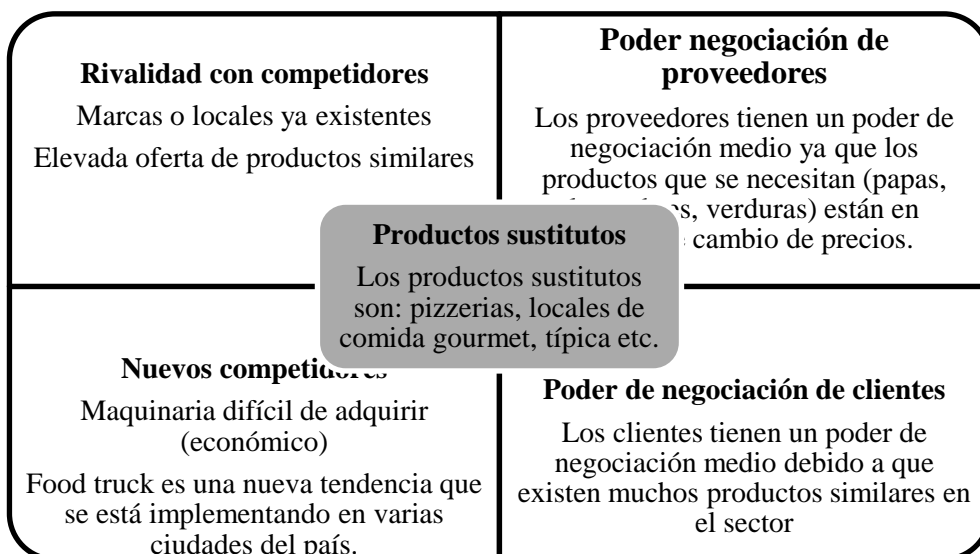 Rivalidad con competidores
Marcas o locales ya existentes
Elevada oferta de productos similares
Poder negociación de
proveedores
Los proveedores tienen un poder de
negociación medio ya que los
productos que se necesitan (papas,
verduras) están en
cambio de precios.
Productos sustitutos
Los productos sustitutos
son: pizzerias, locales de
comida gourmet, típica etc.
Nuevos competidores
Maquinaria difícil de adquirir
(económico)
Food truck es una nueva tendencia que
se está implementando en varias
ciudades del país.
Poder de negociación de clientes
Los clientes tienen un poder de
negociación medio debido a que
existen muchos productos similares en
el sector